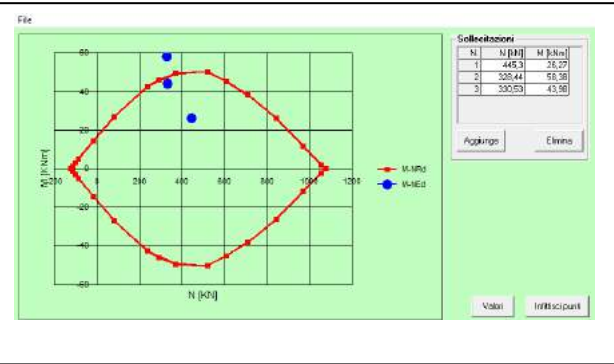 File
Sollecitazioni
N. N [kN] M [kNm]
1 445,3 26,27
2 328,44 58,38
3 330,53 43,98
Aggiungi Elimina
60
40
20
0
-200 0 200 400 600 800 1000 1200
-20
-40
-60
M [KNm]
N [KN]
M-NRd
M-NEd
Valori Infittisci punti